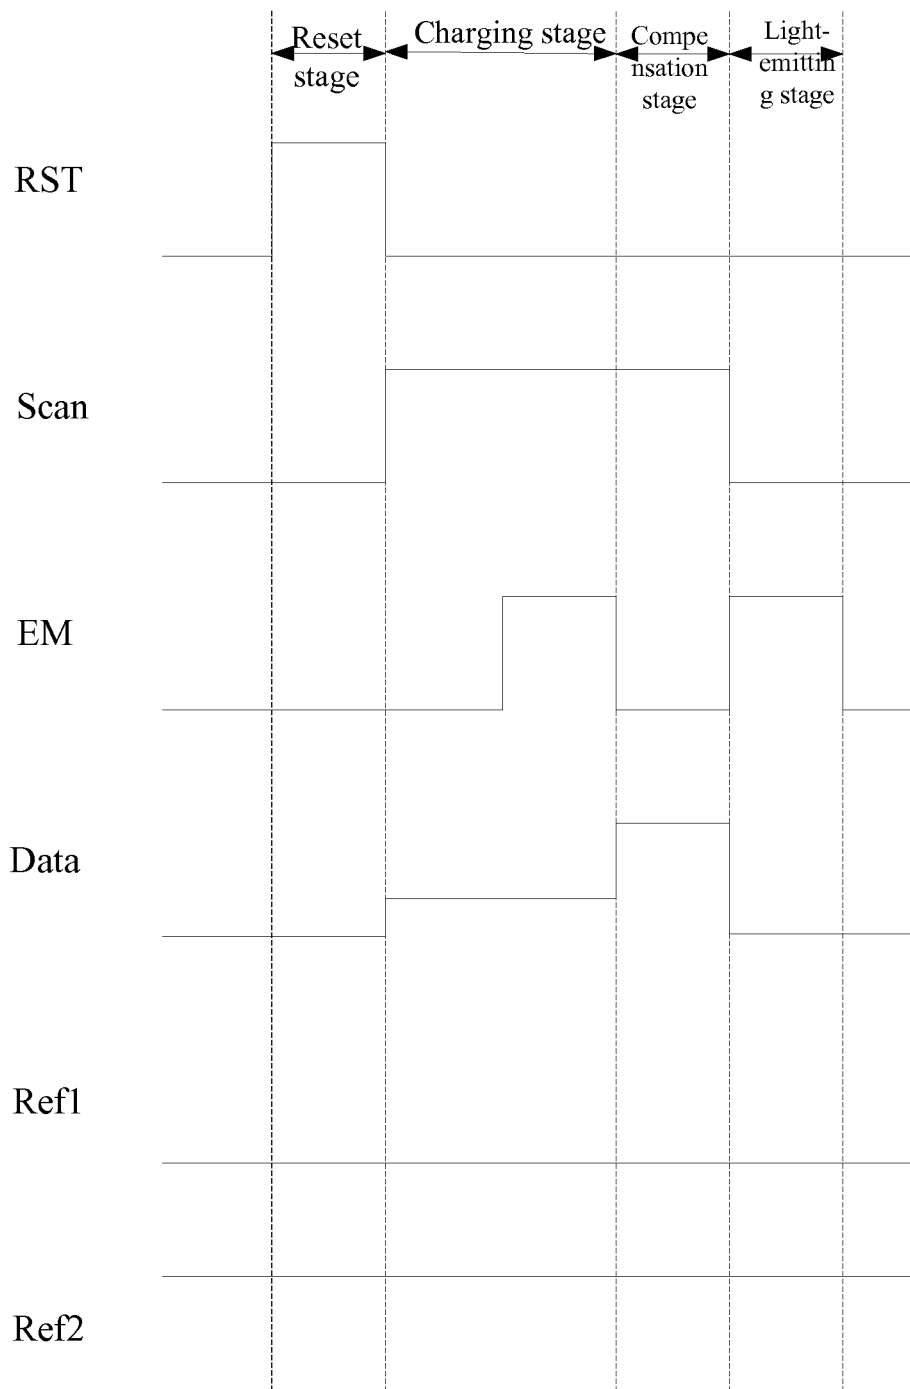 Reset
stage
Charging stage
Compe
nsation
stage
Light-
emittin
g stage
RST
Scan
EM
Data
Ref1
Ref2